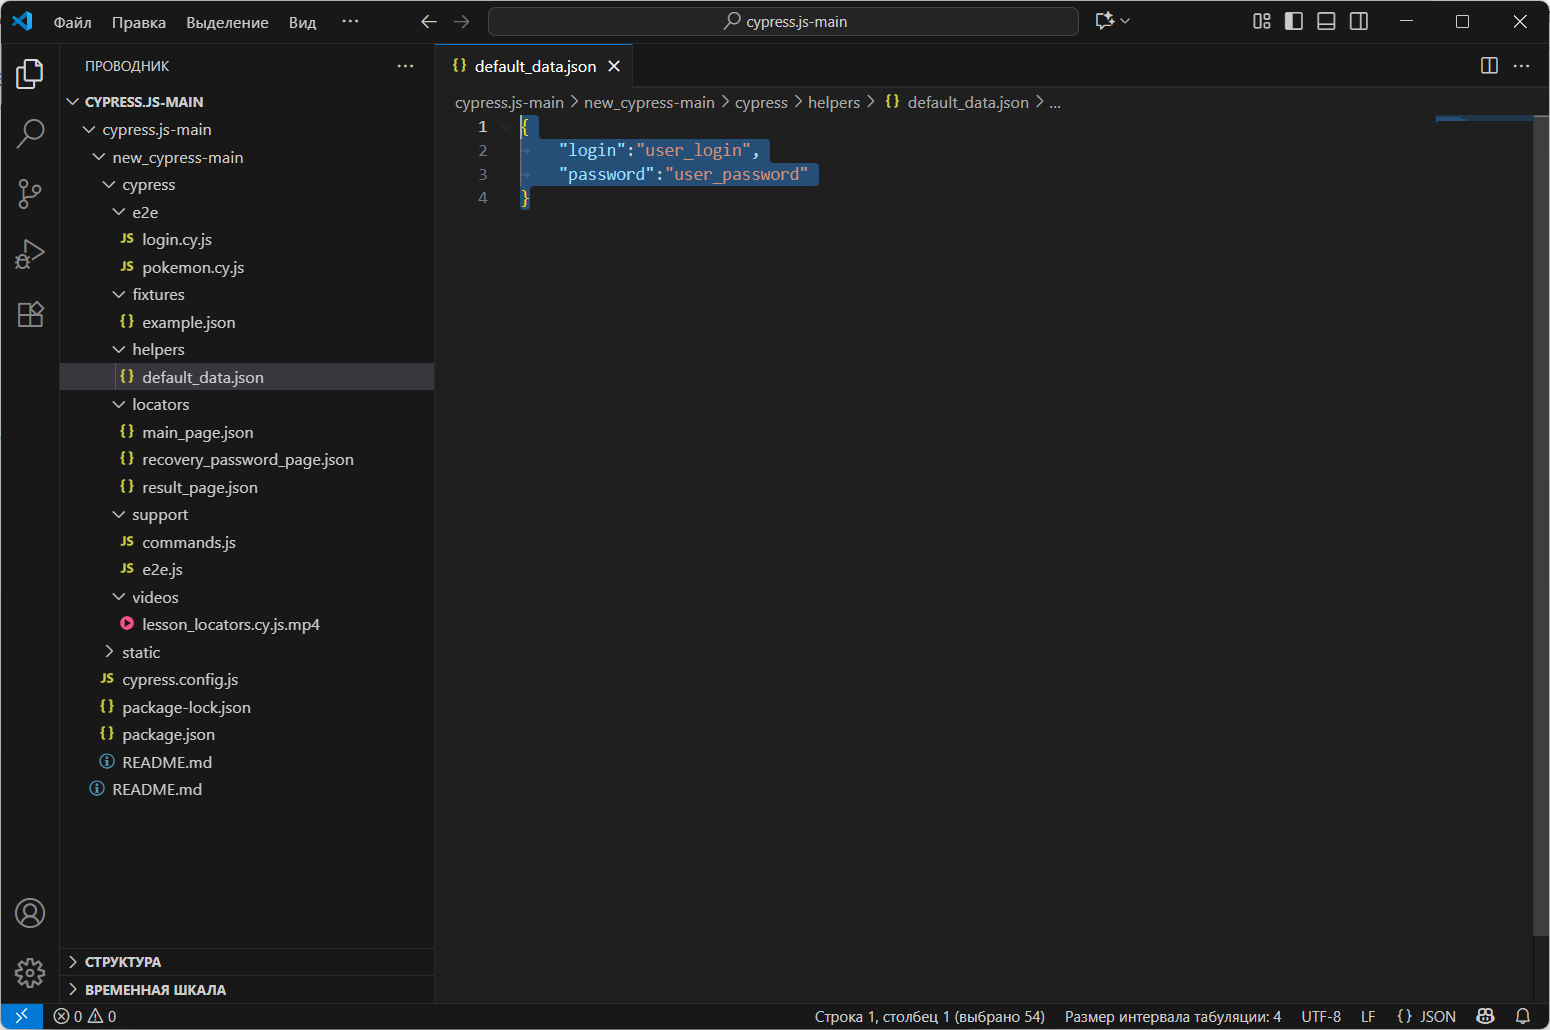 Файл Правка Выделение Вид ··· cypress.js-main
ПРОВОДНИК ···
default_data.json
CYPRESS.JS-MAIN
cypress.js-main
new_cypress-main
cypress
e2e
JS login.cy.js
JS pokemon.cy.js
fixtures
{} example.json
helpers
{} default_data.json
locators
{} main_page.json
{} recovery_password_page.json
{} result_page.json
support
JS commands.js
JS e2e.js
videos
lesson_locators.cy.js.mp4
static
JS cypress.config.js
{} package-lock.json
{} package.json
README.md
README.md
СТРУКТУРА
ВРЕМЕННАЯ ШКАЛА
cypress.js-main > new_cypress-main > cypress > helpers > {} default_data.json > ...
1 {
2 "login":"user_login",
3 "password":"user_password"
4 }
0 0 Строка 1, столбец 1 (выбрано 54) Размер интервала табуляции: 4 UTF-8 LF {} JSON